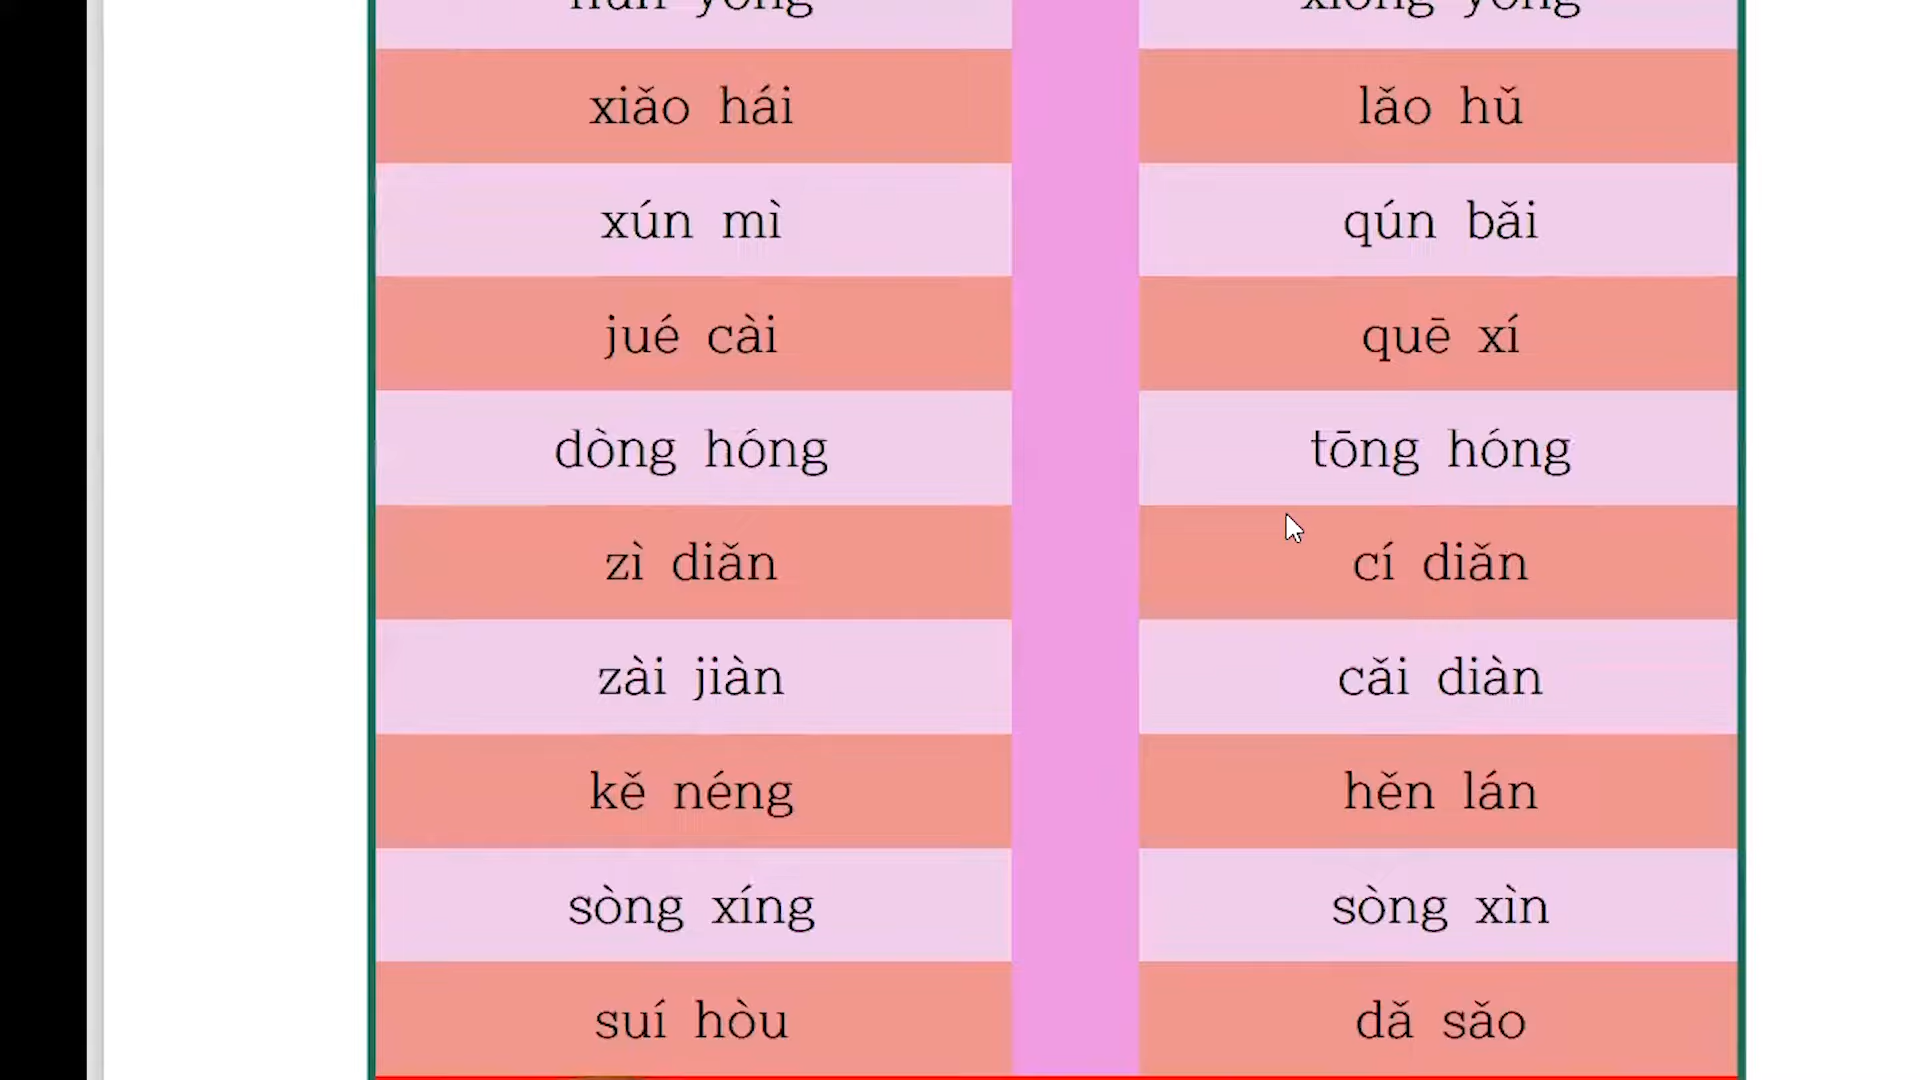 xiǎo hái lǎo hǔ
xún mì qún bǎi
jué cài quē xí
dòng hóng tōng hóng
zì diǎn cí diǎn
zài jiàn cǎi diàn
kě néng hěn lán
sòng xíng sòng xìn
suí hòu dǎ sǎo